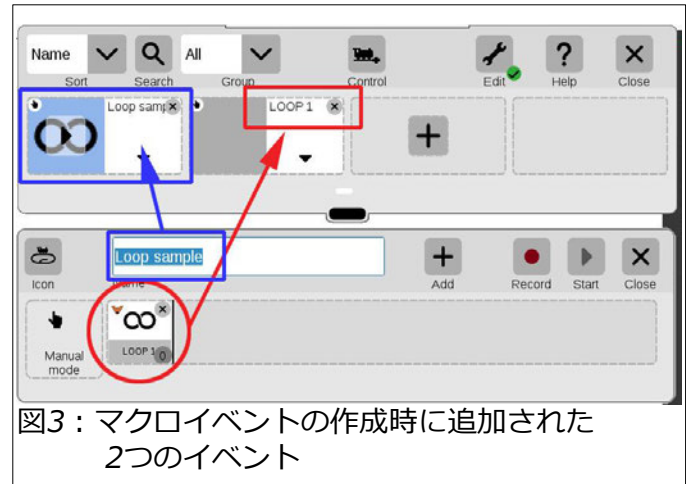 Name
All
Sort
Search
Group
Control
Edit
?
Help
Close
Loop samp
LOOP 1
Loop sample
Icon
Name
Add
Record
Start
Close
Manual
mode
LOOP 1
0
図3：マクロイベントの作成時に追加された
2つのイベント